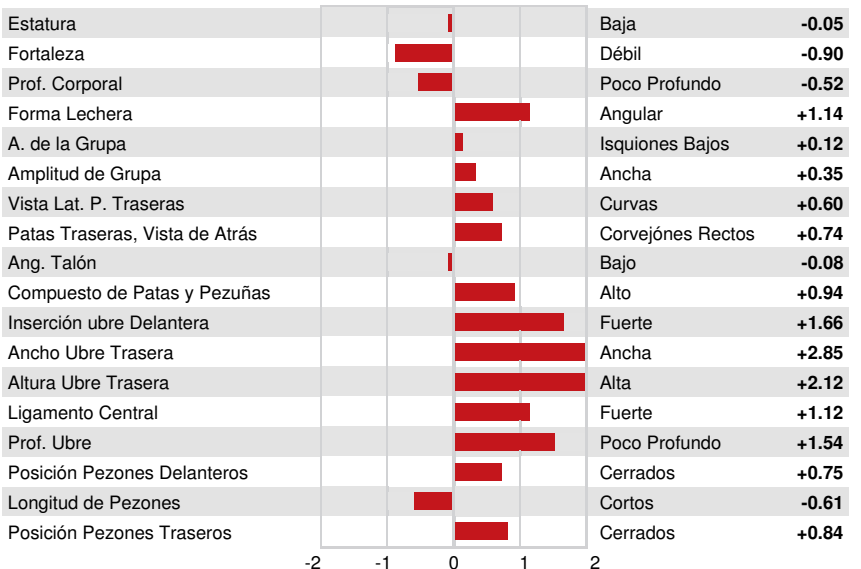 Estatura Baja -0.05
Fortaleza Débil -0.90
Prof. Corporal Poco Profundo -0.52
Forma Lechera Angular +1.14
A. de la Grupa Isquiones Bajos +0.12
Amplitud de Grupa Ancha +0.35
Vista Lat. P. Traseras Curvas +0.60
Patas Traseras, Vista de Atrás Corvejónes Rectos +0.74
Ang. Talón Bajo -0.08
Compuesto de Patas y Pezuñas Alto +0.94
Inserción ubre Delantera Fuerte +1.66
Ancho Ubre Trasera Ancha +2.85
Altura Ubre Trasera Alta +2.12
Ligamento Central Fuerte +1.12
Prof. Ubre Poco Profundo +1.54
Posición Pezones Delanteros Cerrados +0.75
Longitud de Pezones Cortos -0.61
Posición Pezones Traseros Cerrados +0.84
-2 -1 0 1 2